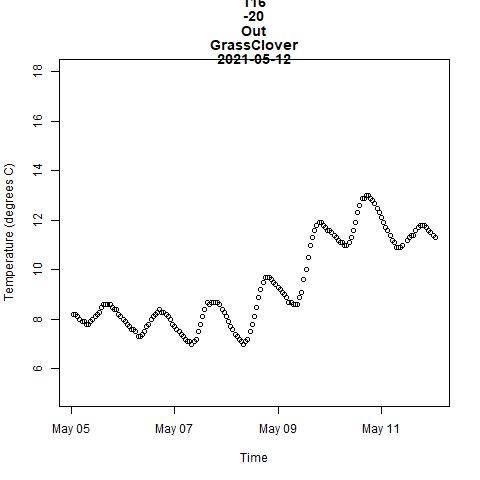 T16
-20
Out
GrassClover
2021-05-12
Temperature (degrees C)
18
16
14
12
10
8
6
May 05
May 07
May 09
May 11
Time